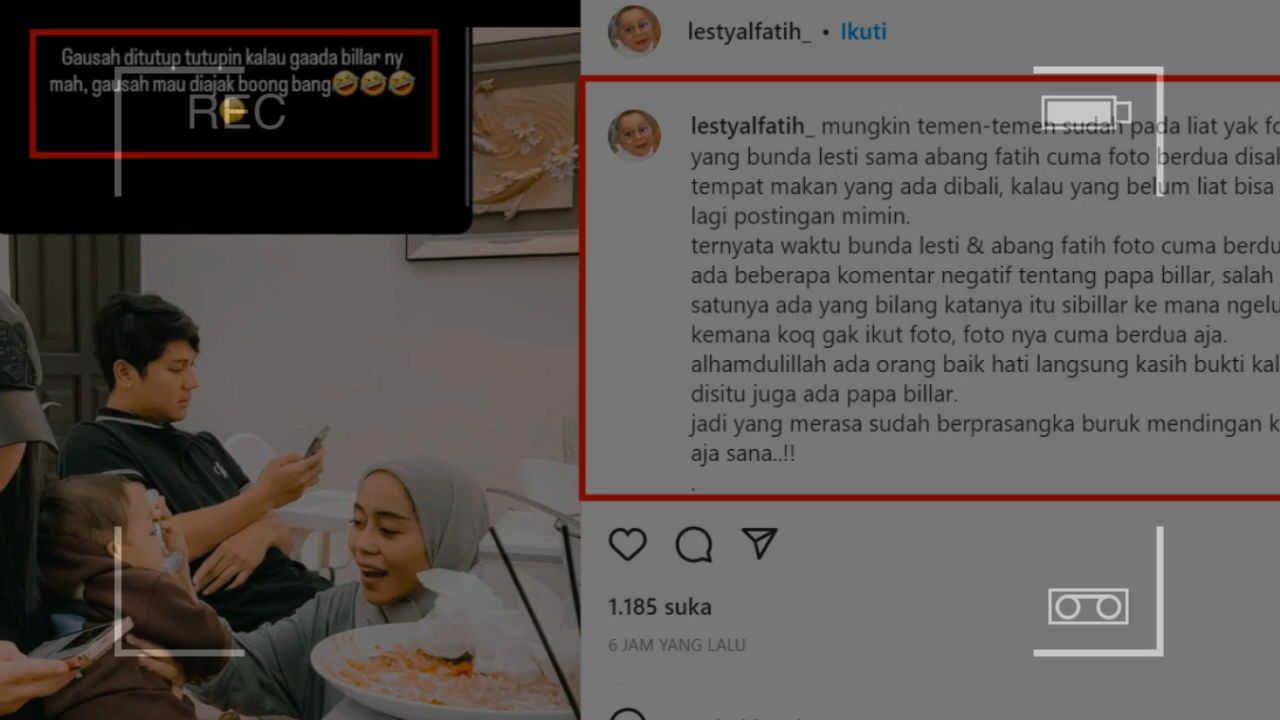 Gausah ditutup tutupin kalau gaada billar ny
mah, gausah mau diajak boong bang🤣🤣🤣
REC
lestyalfatih_ • Ikuti
lestyalfatih_ mungkin temen-temen sudah pada liat yak fo
yang bunda lesti sama abang fatih cuma foto berdua disal
tempat makan yang ada dibali, kalau yang belum liat bisa
lagi postingan mimin.
ternyata waktu bunda lesti & abang fatih foto cuma berdu
ada beberapa komentar negatif tentang papa billar, salah
satunya ada yang bilang katanya itu sibillar ke mana ngelu
kemana koq gak ikut foto, foto nya cuma berdua aja.
alhamdulillah ada orang baik hati langsung kasih bukti kal
disitu juga ada papa billar.
jadi yang merasa sudah berprasangka buruk mendingan k
aja sana..!!
.
1.185 suka
6 JAM YANG LALU